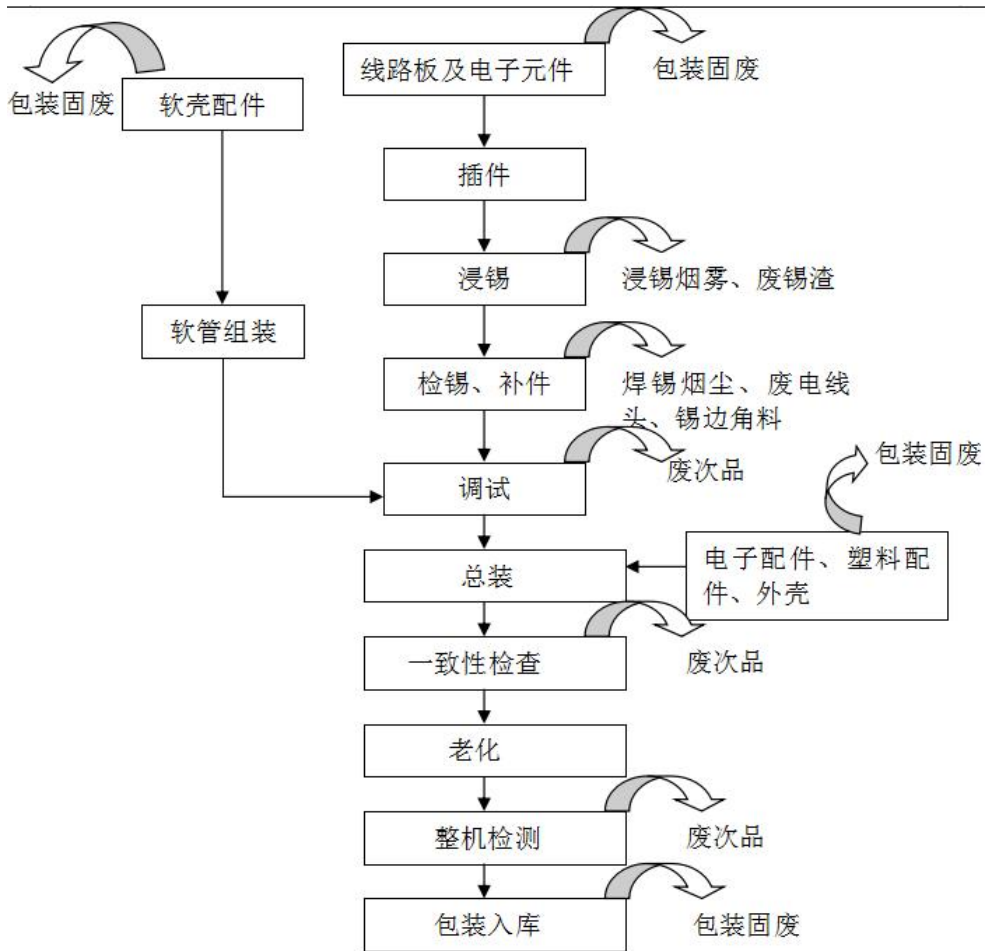 线路板及电子元件
包装固废
包装固废
软壳配件
插件
浸锡
浸锡烟雾、废锡渣
软管组装
检锡、补件
焊锡烟尘、废电线
头、锡边角料
包装固废
废次品
调试
电子配件、塑料配
件、外壳
总装
一致性检查
废次品
老化
整机检测
废次品
包装入库
包装固废